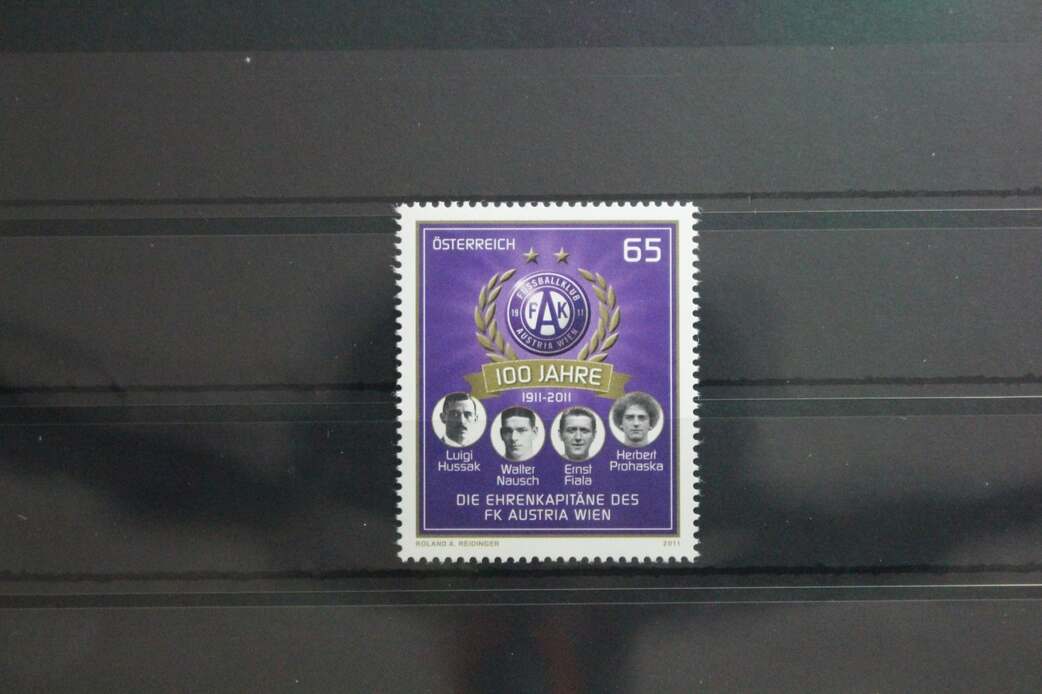 ÖSTERREICH 65
FUSSBALLKLUB
19 FAK 11
AUSTRIA WIEN
100 JAHRE
1911-2011
Luigi Hussak
Walter Nausch
Ernst Fiala
Herbert Prohaska
DIE EHRENKAPITÄNE DES
FK AUSTRIA WIEN
ROLAND A. REIDINGER 2011